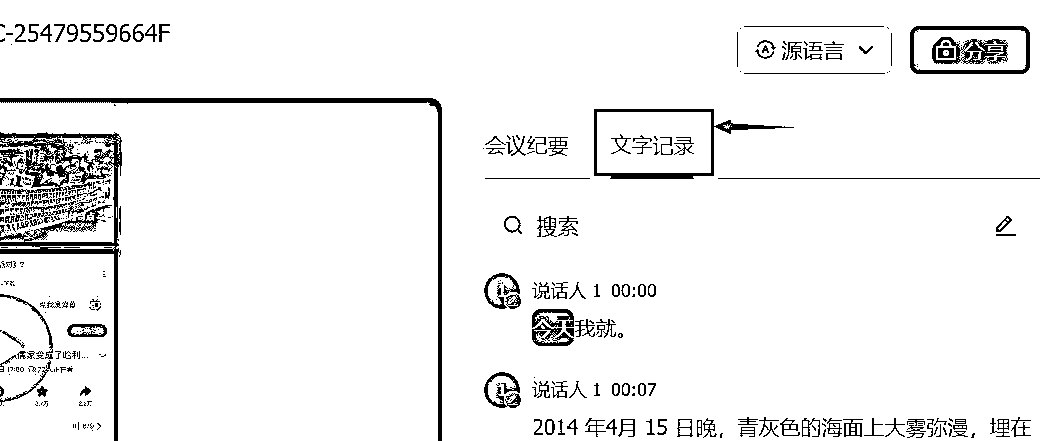 C-25479559664F
源语言
分享
会议纪要
文字记录
搜索
说话人 1 00:00
今天我就。
说话人 1 00:07
2014 年4月 15 日晚，青灰色的海面上大雾弥漫，埋在